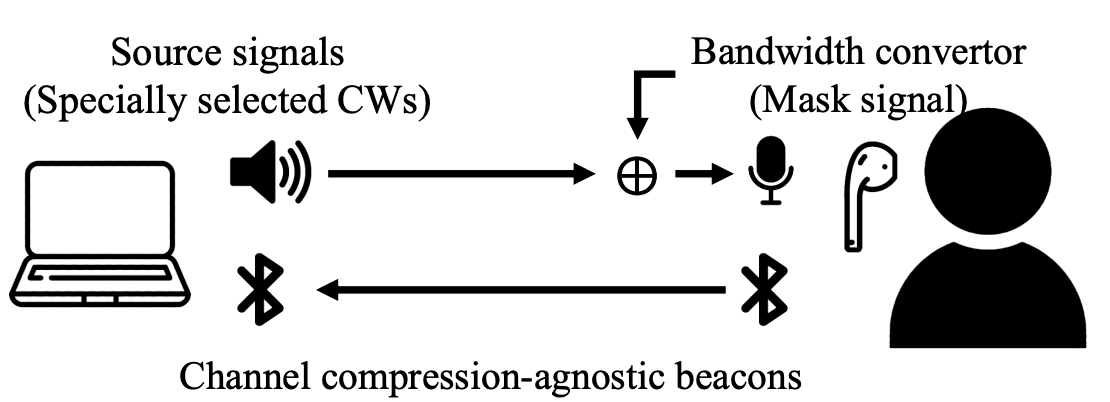 Source signals
(Specially selected CWs)
Bandwidth convertor
(Mask signal)
Channel compression-agnostic beacons